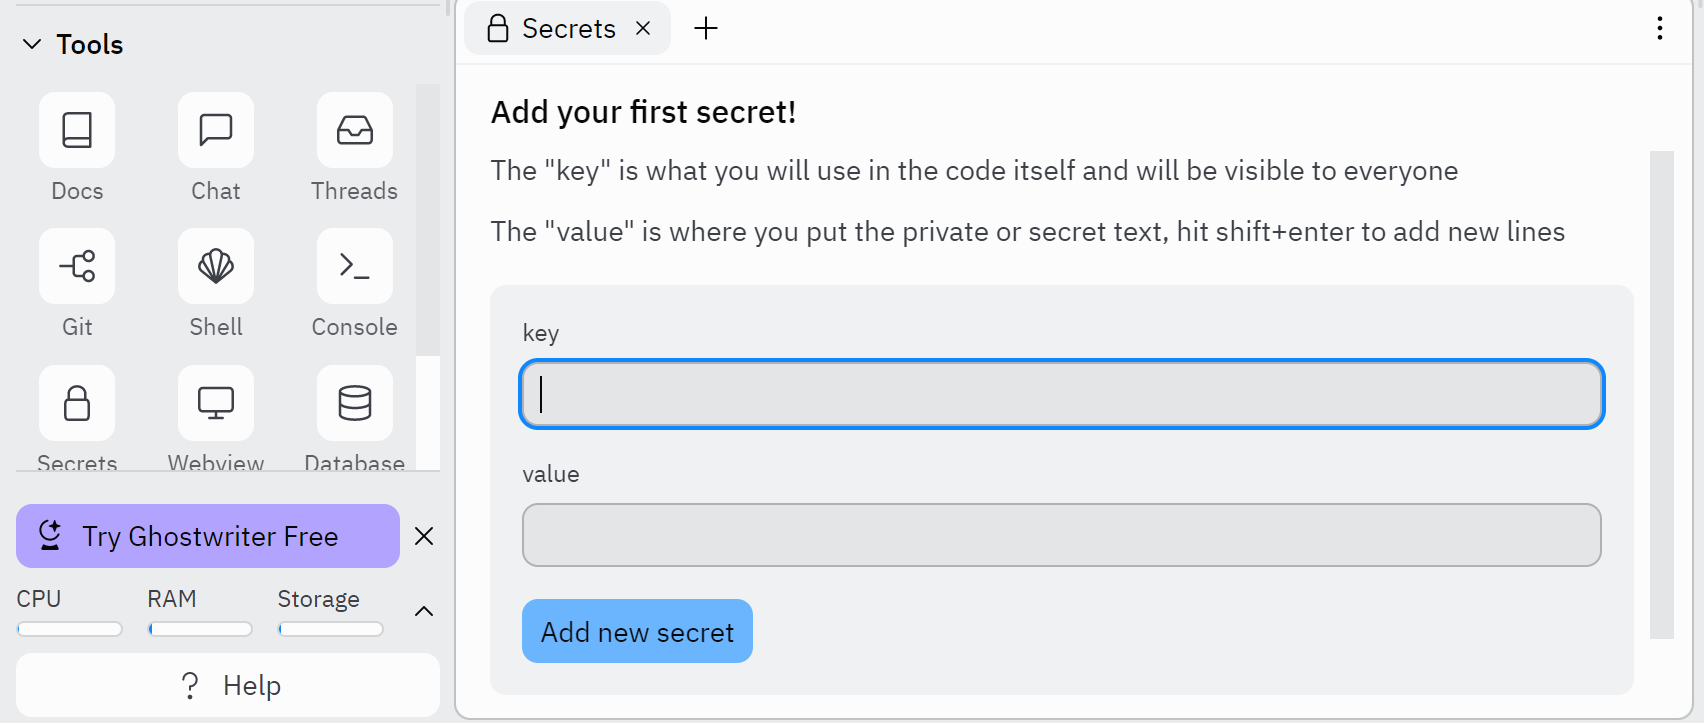 Tools
Docs
Chat
Threads
Git
Shell
Console
Secrets
Webview
Database
Try Ghostwriter Free
CPU
RAM
Storage
? Help
Secrets
Add your first secret!
The "key" is what you will use in the code itself and will be visible to everyone
The "value" is where you put the private or secret text, hit shift+enter to add new lines
key
value
Add new secret